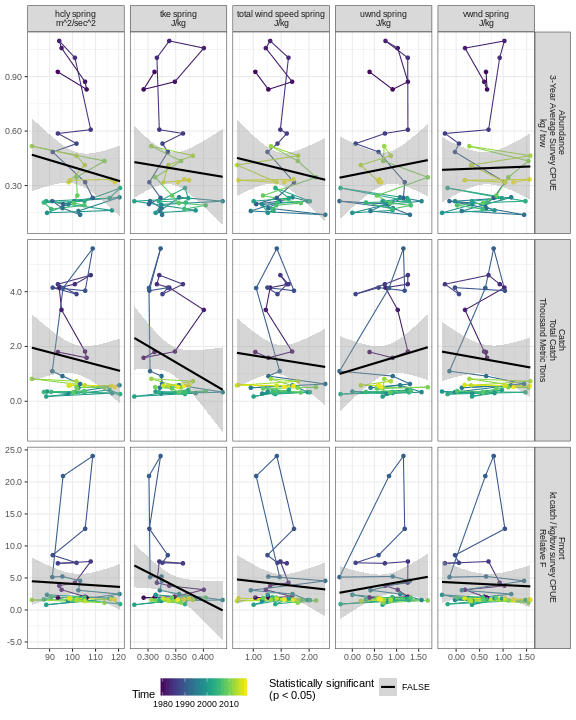 hcly spring
m^2/sec^2
tke spring
J/kg
total wind speed spring
J/kg
uwnd spring
J/kg
vwnd spring
J/kg
0.90
0.60
0.30
Abundance
3-Year Average Survey CPUE
kg / tow
4.0
2.0
0.0
Catch
Total Catch
Thousand Metric Tons
25.0
20.0
15.0
10.0
5.0
0.0
-5.0
Fmort
kt catch / kg/tow survey CPUE
Relative F
90 100 110 120
0.300 0.350 0.400
1.00 1.50 2.00
0.00 0.50 1.00 1.50
0.00 0.50 1.00 1.50
Time
1980 1990 2000 2010
Statistically significant
(p < 0.05)
FALSE